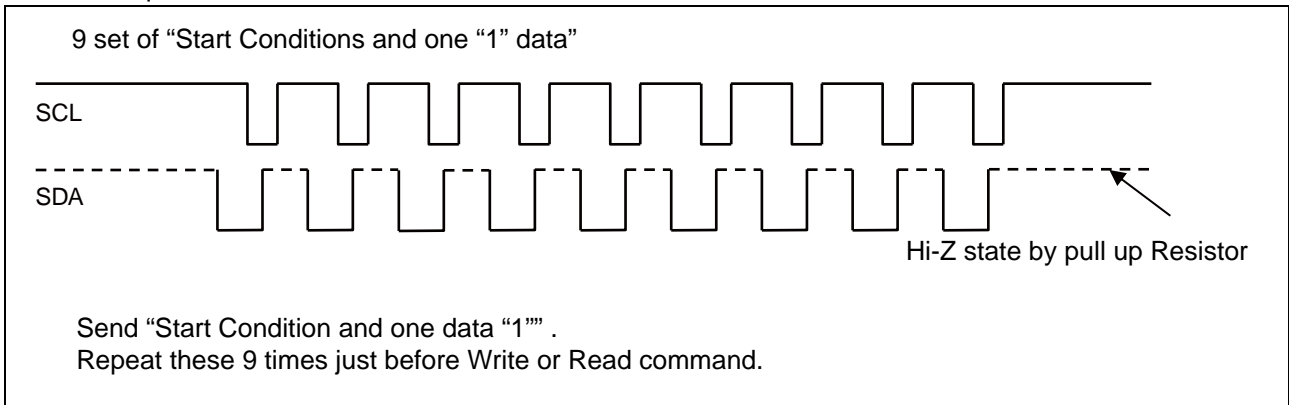 9 set of “Start Conditions and one “1” data”
SCL
SDA
Hi-Z state by pull up Resistor
Send “Start Condition and one data “1”” .
Repeat these 9 times just before Write or Read command.